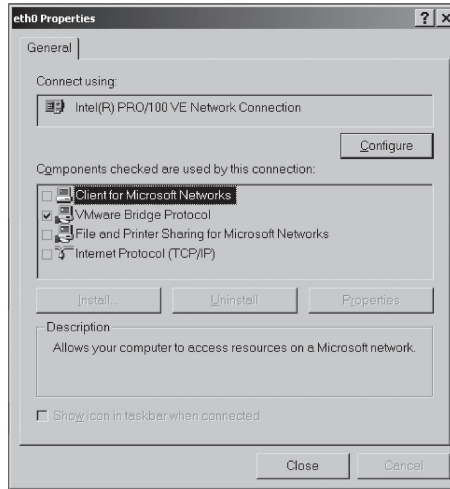 eth0 Properties
General
Connect using:
Intel(R) PRO/100 VE Network Connection
Configure
Components checked are used by this connection:
Client for Microsoft Networks
VMware Bridge Protocol
File and Printer Sharing for Microsoft Networks
Internet Protocol (TCP/IP)
Install... Uninstall Properties
Description
Allows your computer to access resources on a Microsoft network.
Show icon in taskbar when connected
Close Cancel